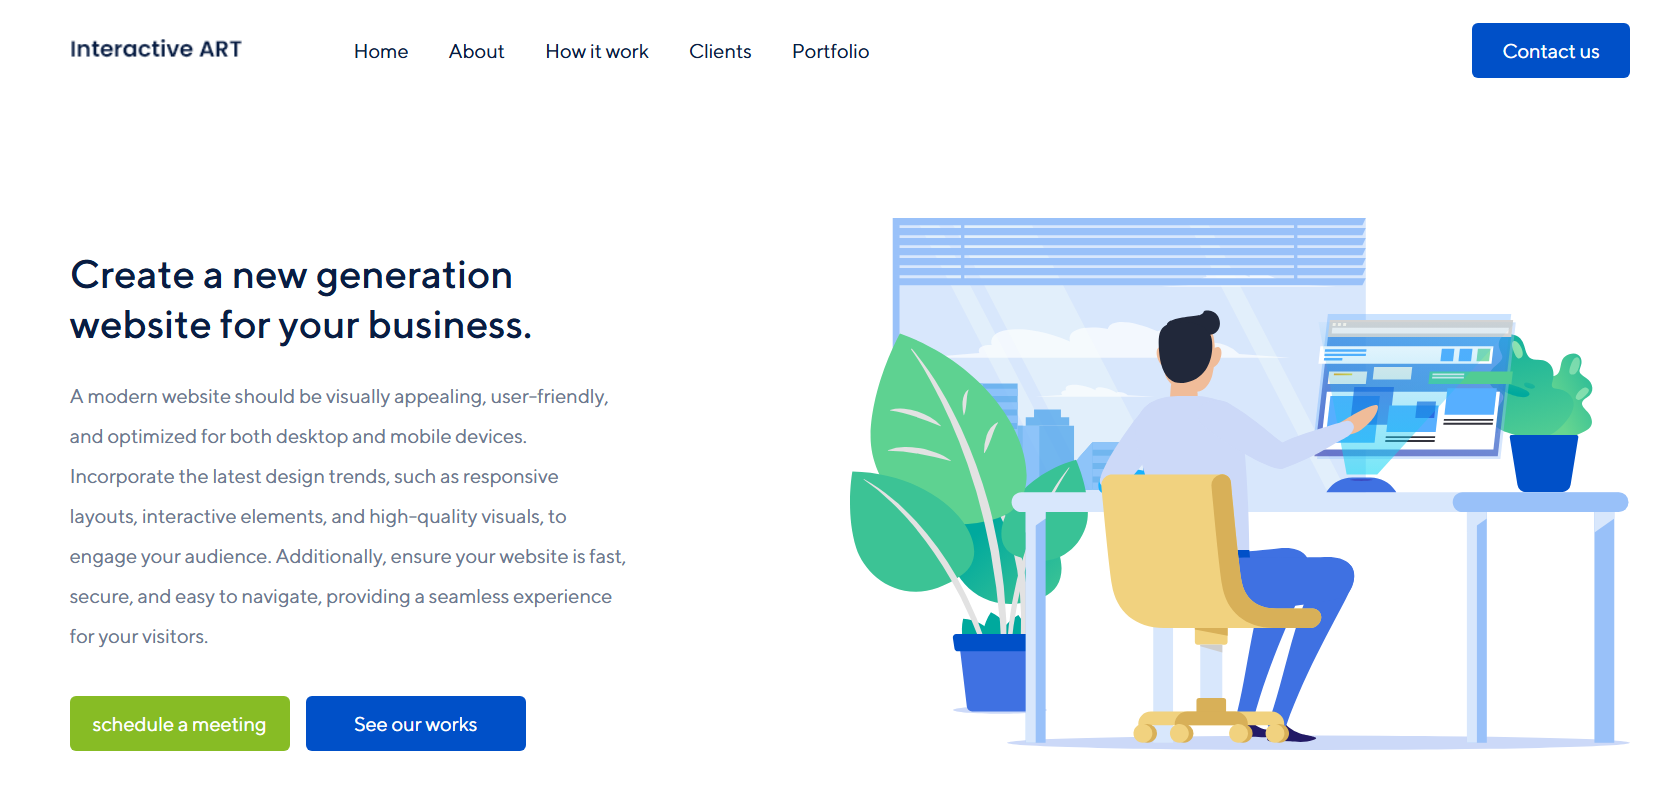 Interactive ART
Home
About
How it work
Clients
Portfolio
Contact us
Create a new generation
website for your business.
A modern website should be visually appealing, user-friendly,
and optimized for both desktop and mobile devices.
Incorporate the latest design trends, such as responsive
layouts, interactive elements, and high-quality visuals, to
engage your audience. Additionally, ensure your website is fast,
secure, and easy to navigate, providing a seamless experience
for your visitors.
schedule a meeting
See our works